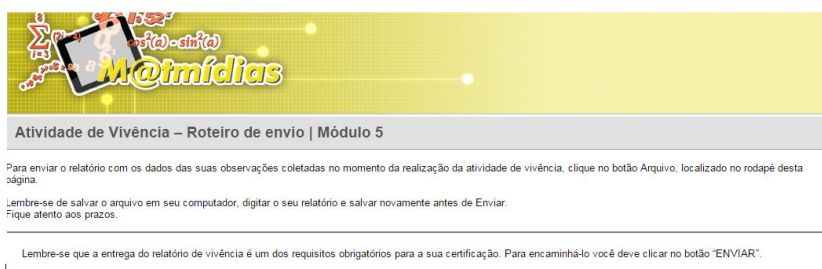 cos²(a) - sin²(a)
M@tmídias
Atividade de Vivência – Roteiro de envio | Módulo 5
Para enviar o relatório com os dados das suas observações coletadas no momento da realização da atividade de vivência, clique no botão Arquivo, localizado no rodapé desta
página.
Lembre-se de salvar o arquivo em seu computador, digitar o seu relatório e salvar novamente antes de Enviar.
Fique atento aos prazos.
Lembre-se que a entrega do relatório de vivência é um dos requisitos obrigatórios para a sua certificação. Para encaminhá-lo você deve clicar no botão “ENVIAR”.